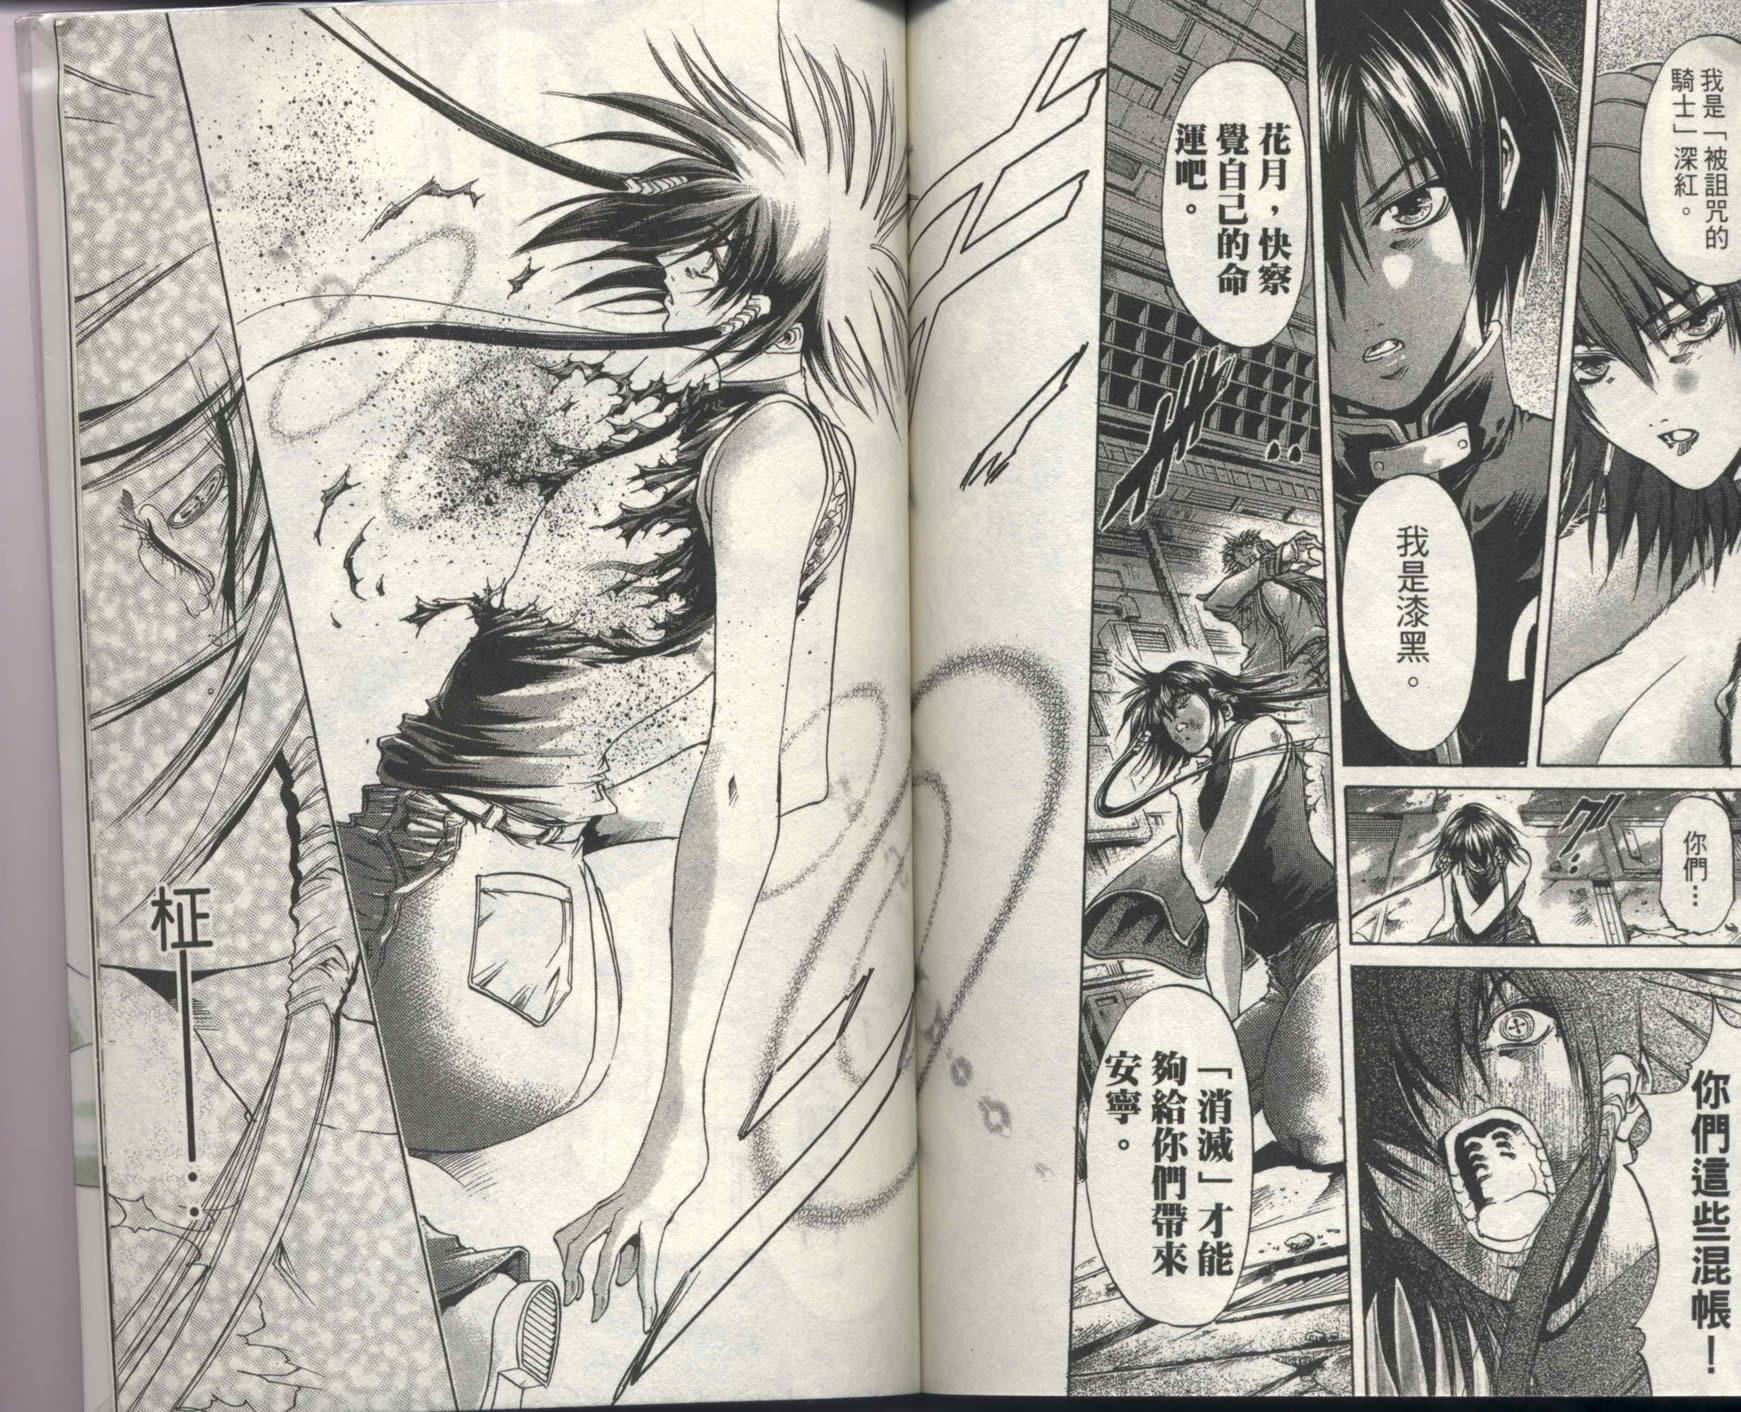 我是「被詛咒的
騎士」深紅。
我是漆黑。
花月，快察
覺自己的命
運吧。
你們…
你們這些混帳！
「消滅」才能
夠給你們帶來
安寧。
柾——…